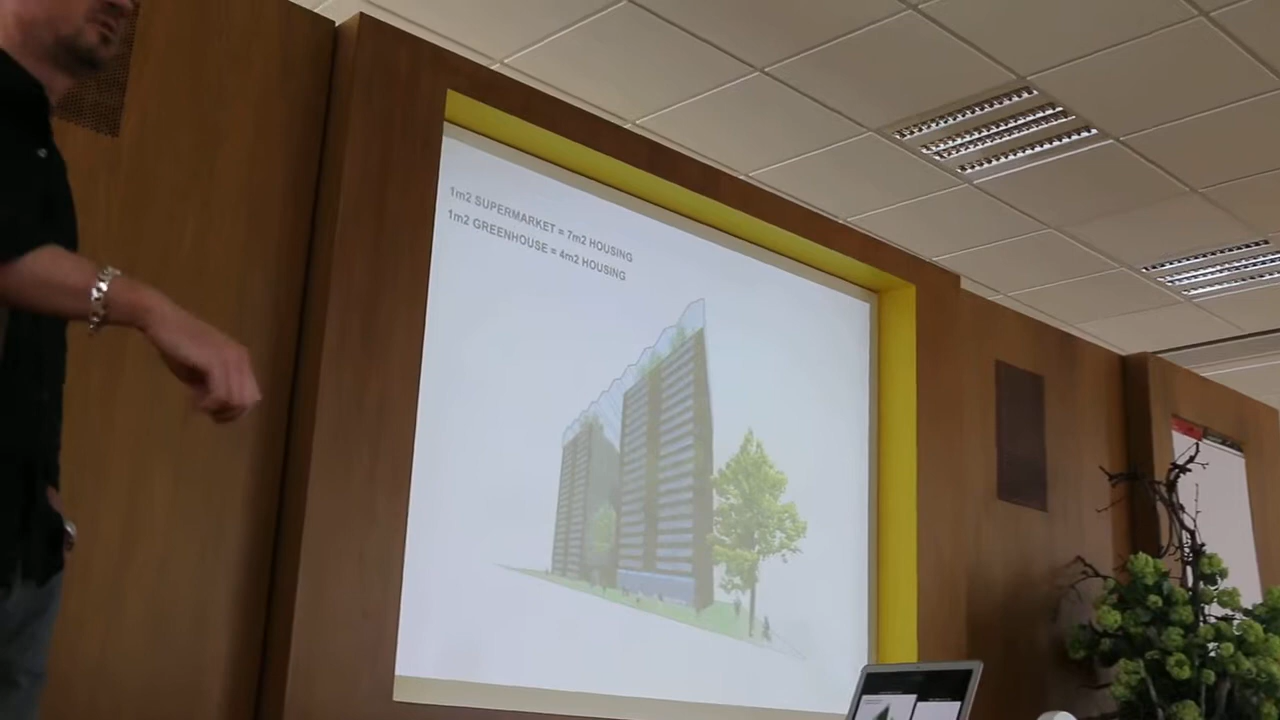 1m2 SUPERMARKET = 7m2 HOUSING
1m2 GREENHOUSE = 4m2 HOUSING